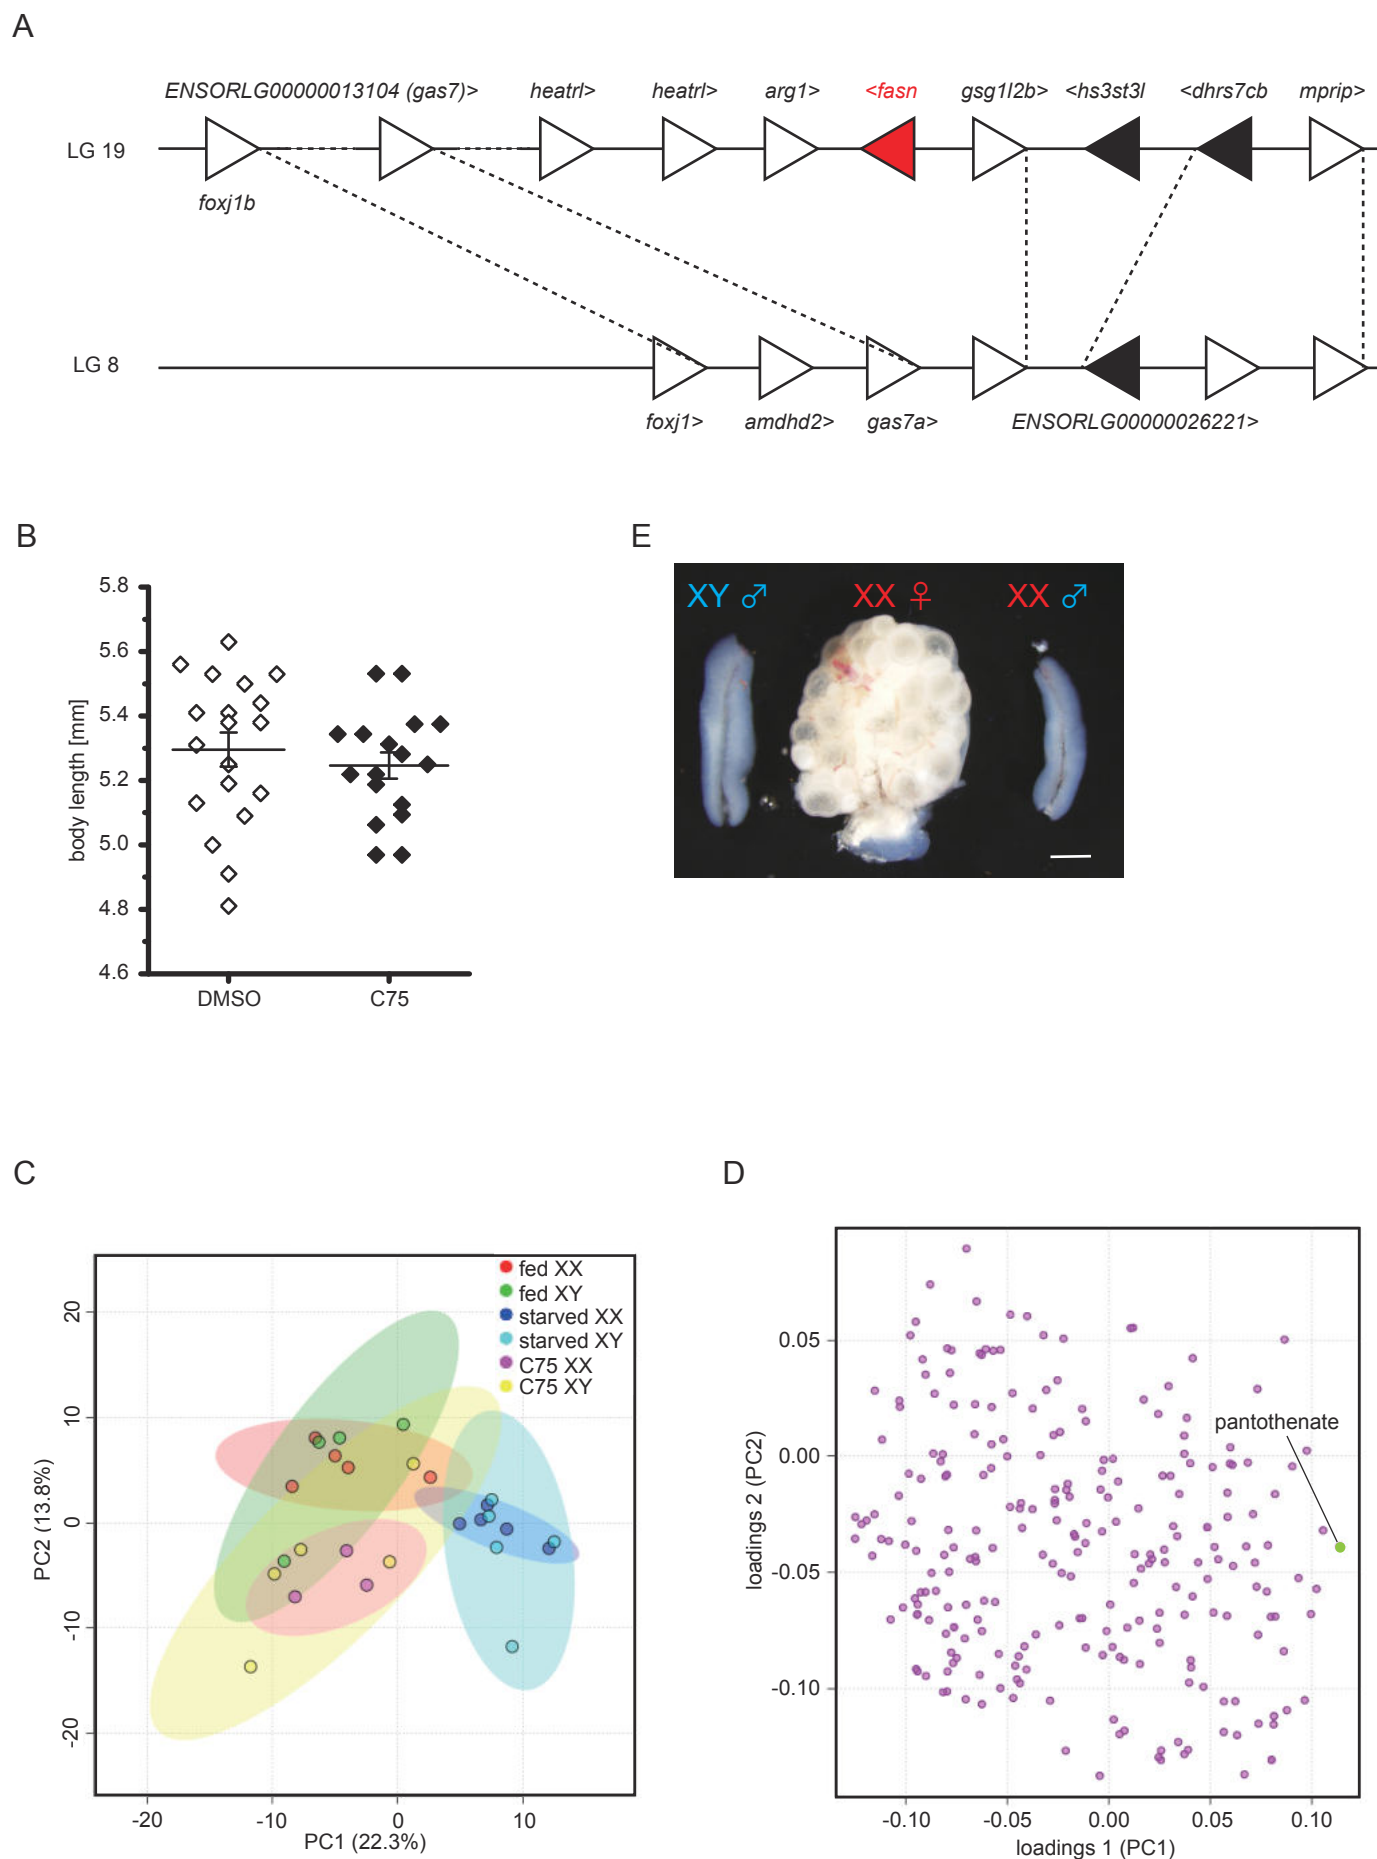 A
ENSORLG00000013104 (gas7)> heatrl> heatrl> arg1> <fasn gsg1l2b> <hs3st3l <dhrs7cb mprip>
LG 19
foxj1b
LG 8
foxj1> amdhd2> gas7a> ENSORLG00000026221>
B
5.8
5.6
5.4
5.2
5.0
4.8
4.6
body length [mm]
DMSO C75
E
XY ♂ XX ♀ XX ♂
C
fed XX
fed XY
starved XX
starved XY
C75 XX
C75 XY
20
10
0
-10
-20
PC2 (13.8%)
-20 -10 0 10
PC1 (22.3%)
D
pantothenate
0.05
0.00
-0.05
-0.10
loadings 2 (PC2)
-0.10 -0.05 0.00 0.05 0.10
loadings 1 (PC1)